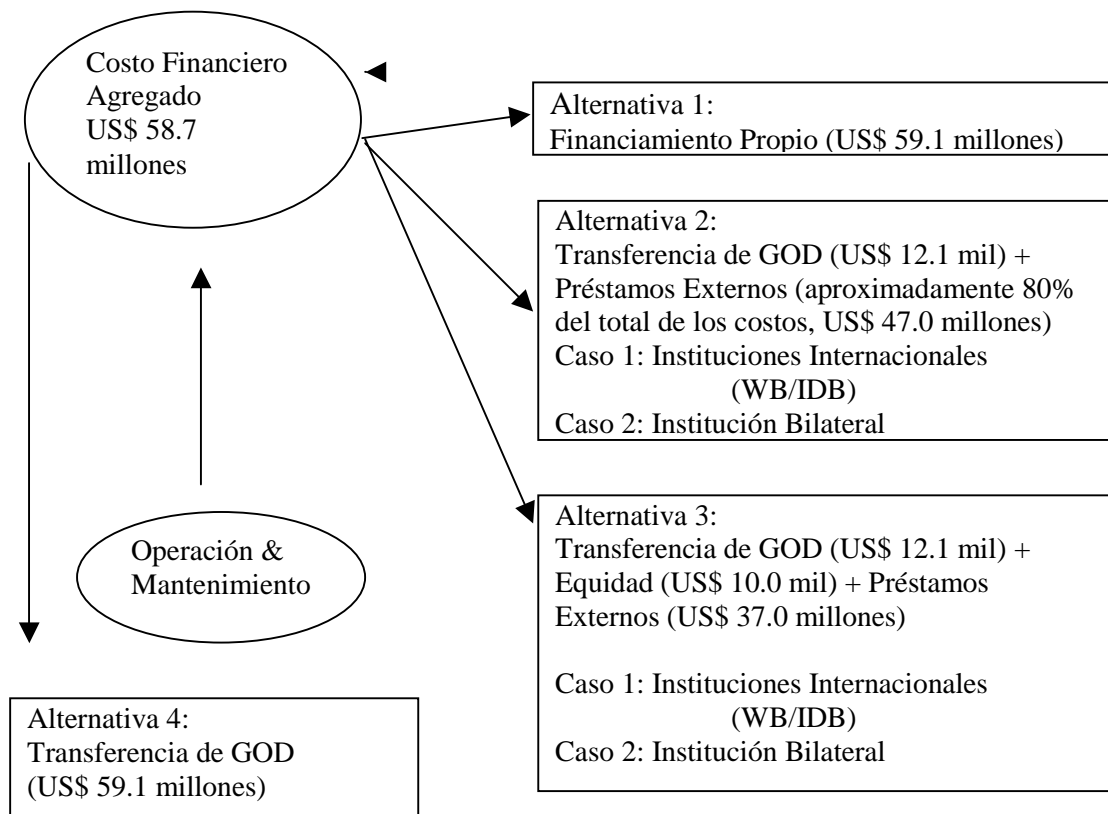 Costo Financiero
Agregado
US$ 58.7
millones
Alternativa 1:
Financiamiento Propio (US$ 59.1 millones)
Alternativa 2:
Transferencia de GOD (US$ 12.1 mil) +
Préstamos Externos (aproximadamente 80%
del total de los costos, US$ 47.0 millones)
Caso 1: Instituciones Internacionales
(WB/IDB)
Caso 2: Institución Bilateral
Operación &
Mantenimiento
Alternativa 3:
Transferencia de GOD (US$ 12.1 mil) +
Equidad (US$ 10.0 mil) + Préstamos
Externos (US$ 37.0 millones)
Caso 1: Instituciones Internacionales
(WB/IDB)
Caso 2: Institución Bilateral
Alternativa 4:
Transferencia de GOD
(US$ 59.1 millones)